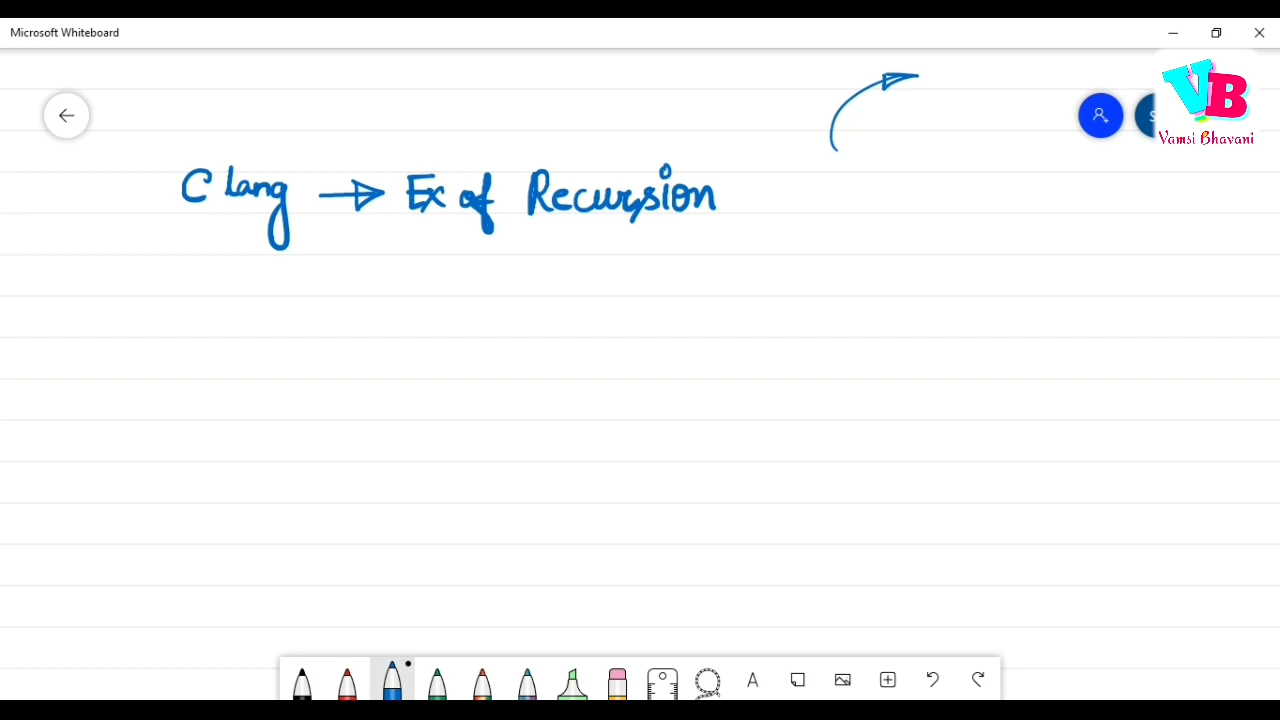 Microsoft Whiteboard
VB
Vamsi Bhavani
S
C lang → Ex of Recursion
A